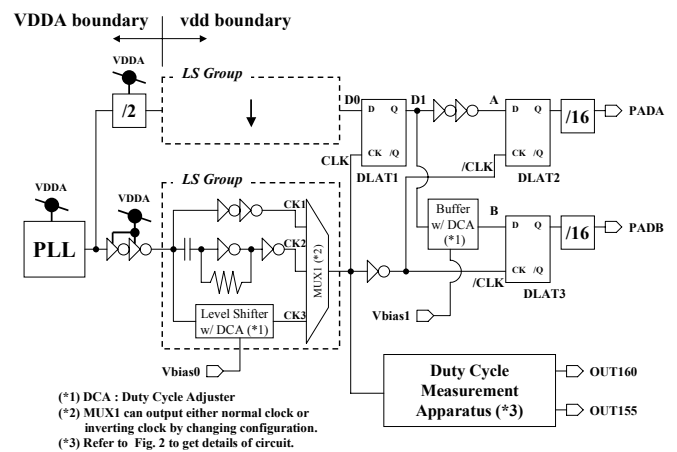 VDDA boundary
vdd boundary
VDDA
LS Group
/2
D0
D
Q
CK
/Q
DLAT1
D1
A
D
Q
CK
/Q
DLAT2
/16
PADA
CLK
/CLK
VDDA
VDDA
LS Group
PLL
CK1
CK2
CK3
MUX1 (*2)
Level Shifter
w/ DCA (*1)
Vbias0
Buffer
w/ DCA
(*1)
B
Vbias1
D
Q
CK
/Q
/CLK
DLAT3
/16
PADB
Duty Cycle
Measurement
Apparatus (*3)
OUT160
OUT155
(*1) DCA : Duty Cycle Adjuster
(*2) MUX1 can output either normal clock or
inverting clock by changing configuration.
(*3) Refer to Fig. 2 to get details of circuit.